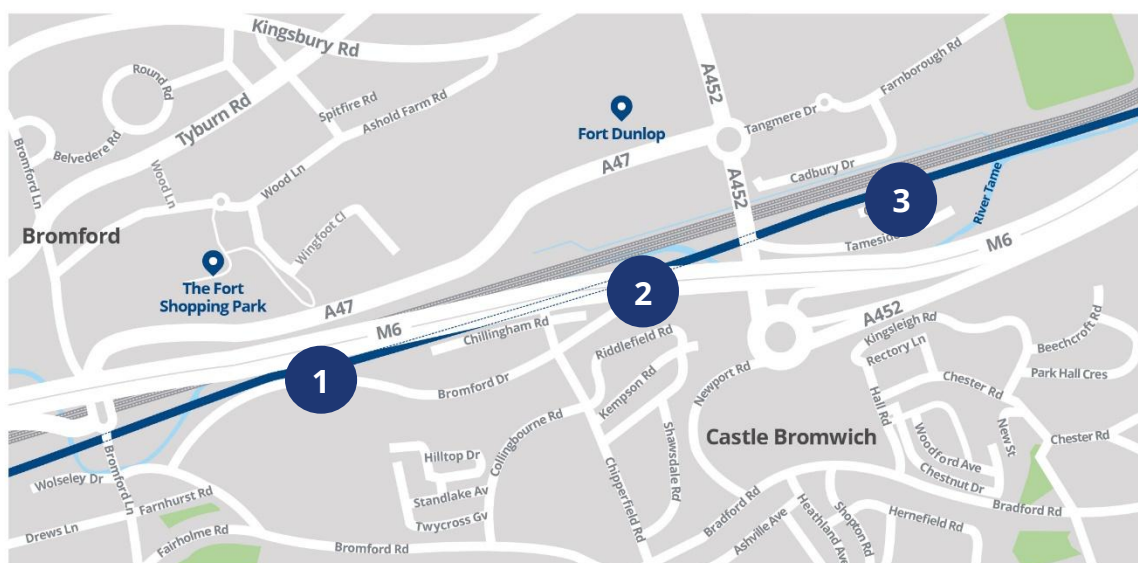 Kingsbury Rd
Round Rd
Tyburn Rd
Belvedere Rd
Bromford Ln
Spitfire Rd
Ashold Farm Rd
Wood Ln
Wood Ln
Wingfoot Cl
Bromford
The Fort
Shopping Park
Fort Dunlop
A47
A47
A452
A452
Tangmere Dr
Farnborough Rd
Cadbury Dr
River Tame
M6
M6
A452
1
2
3
Chillingham Rd
Bromford Dr
Riddlefield Rd
Kempson Rd
Newport Rd
Kingsleigh Rd
Rectory Ln
Beechcroft Rd
Park Hall Cres
Chester Rd
Chester Rd
Hall Rd
Woodford Ave
New St
Chestnut Dr
Castle Bromwich
Collingbourne Rd
Shawsdale Rd
Chipperfield Rd
Hilltop Dr
Standlake Av
Twycross Gv
Wolseley Dr
Bromford Ln
Farnhurst Rd
Drews Ln
Fairholme Rd
Bromford Rd
Bradford Rd
Bradford Rd
Ashville Ave
Heathland Ave
Shopton Rd
Hernefield Rd